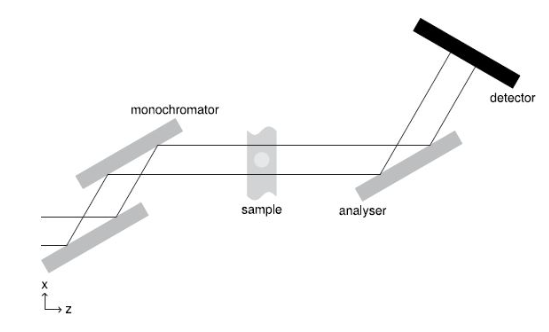 detector
monochromator
sample
analyser
x
z